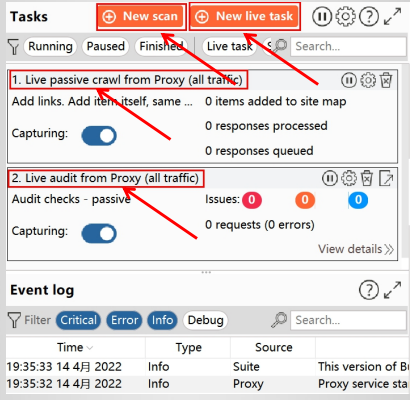 Tasks
New scan
New live task
Running
Paused
Finished
Live task
Search...
1. Live passive crawl from Proxy (all traffic)
Add links. Add item itself, same ...
0 items added to site map
Capturing:
0 responses processed
0 responses queued
2. Live audit from Proxy (all traffic)
Audit checks - passive
Issues: 0 0 0
Capturing:
0 requests (0 errors)
View details
Event log
Filter
Critical
Error
Info
Debug
Search...
Time
Type
Source
19:35:33 14 4月 2022
Info
Suite
This version of Bu
19:35:32 14 4月 2022
Info
Proxy
Proxy service sta